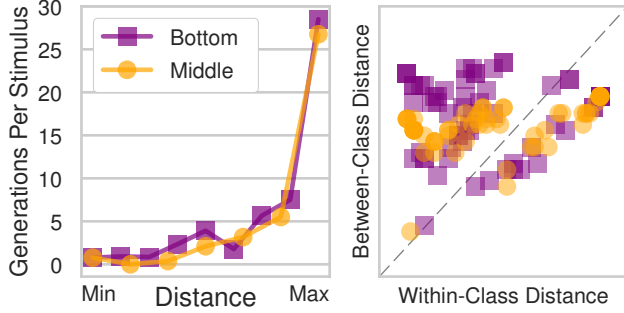 Generations Per Stimulus
30
25
20
15
10
5
0
Bottom
Middle
Min
Distance
Max
Between-Class Distance
Within-Class Distance